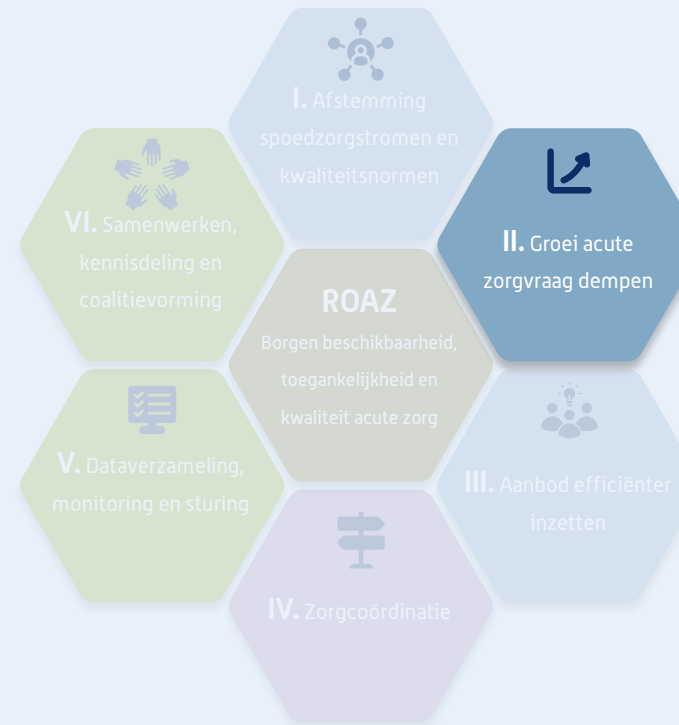 I. Afstemming
spoedzorgstromen en
kwaliteitsnormen
II. Groei acute
zorgvraag dempen
VI. Samenwerken,
kennisdeling en
coalitievorming
ROAZ
Borgen beschikbaarheid,
toegankelijkheid en
kwaliteit acute zorg
III. Aanbod efficiënter
inzetten
V. Dataverzameling,
monitoring en sturing
IV. Zorgcoördinatie